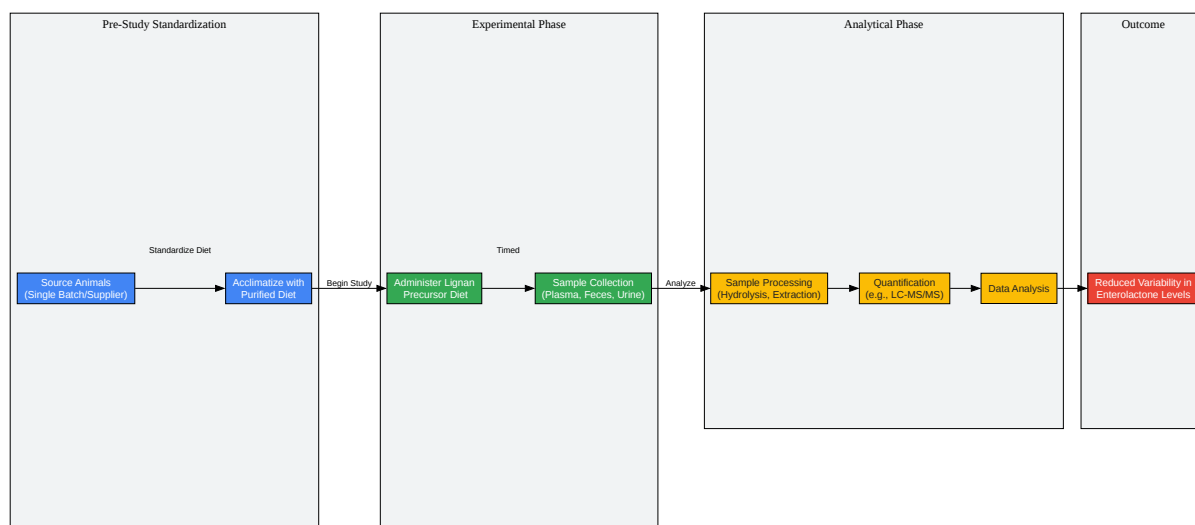 Pre-Study Standardization
Experimental Phase
Analytical Phase
Outcome
Standardize Diet
Source Animals
(Single Batch/Supplier)
Acclimatize with
Purified Diet
Begin Study
Timed
Administer Lignan
Precursor Diet
Sample Collection
(Plasma, Feces, Urine)
Analyze
Sample Processing
(Hydrolysis, Extraction)
Quantification
(e.g., LC-MS/MS)
Data Analysis
Reduced Variability in
Enterolactone Levels